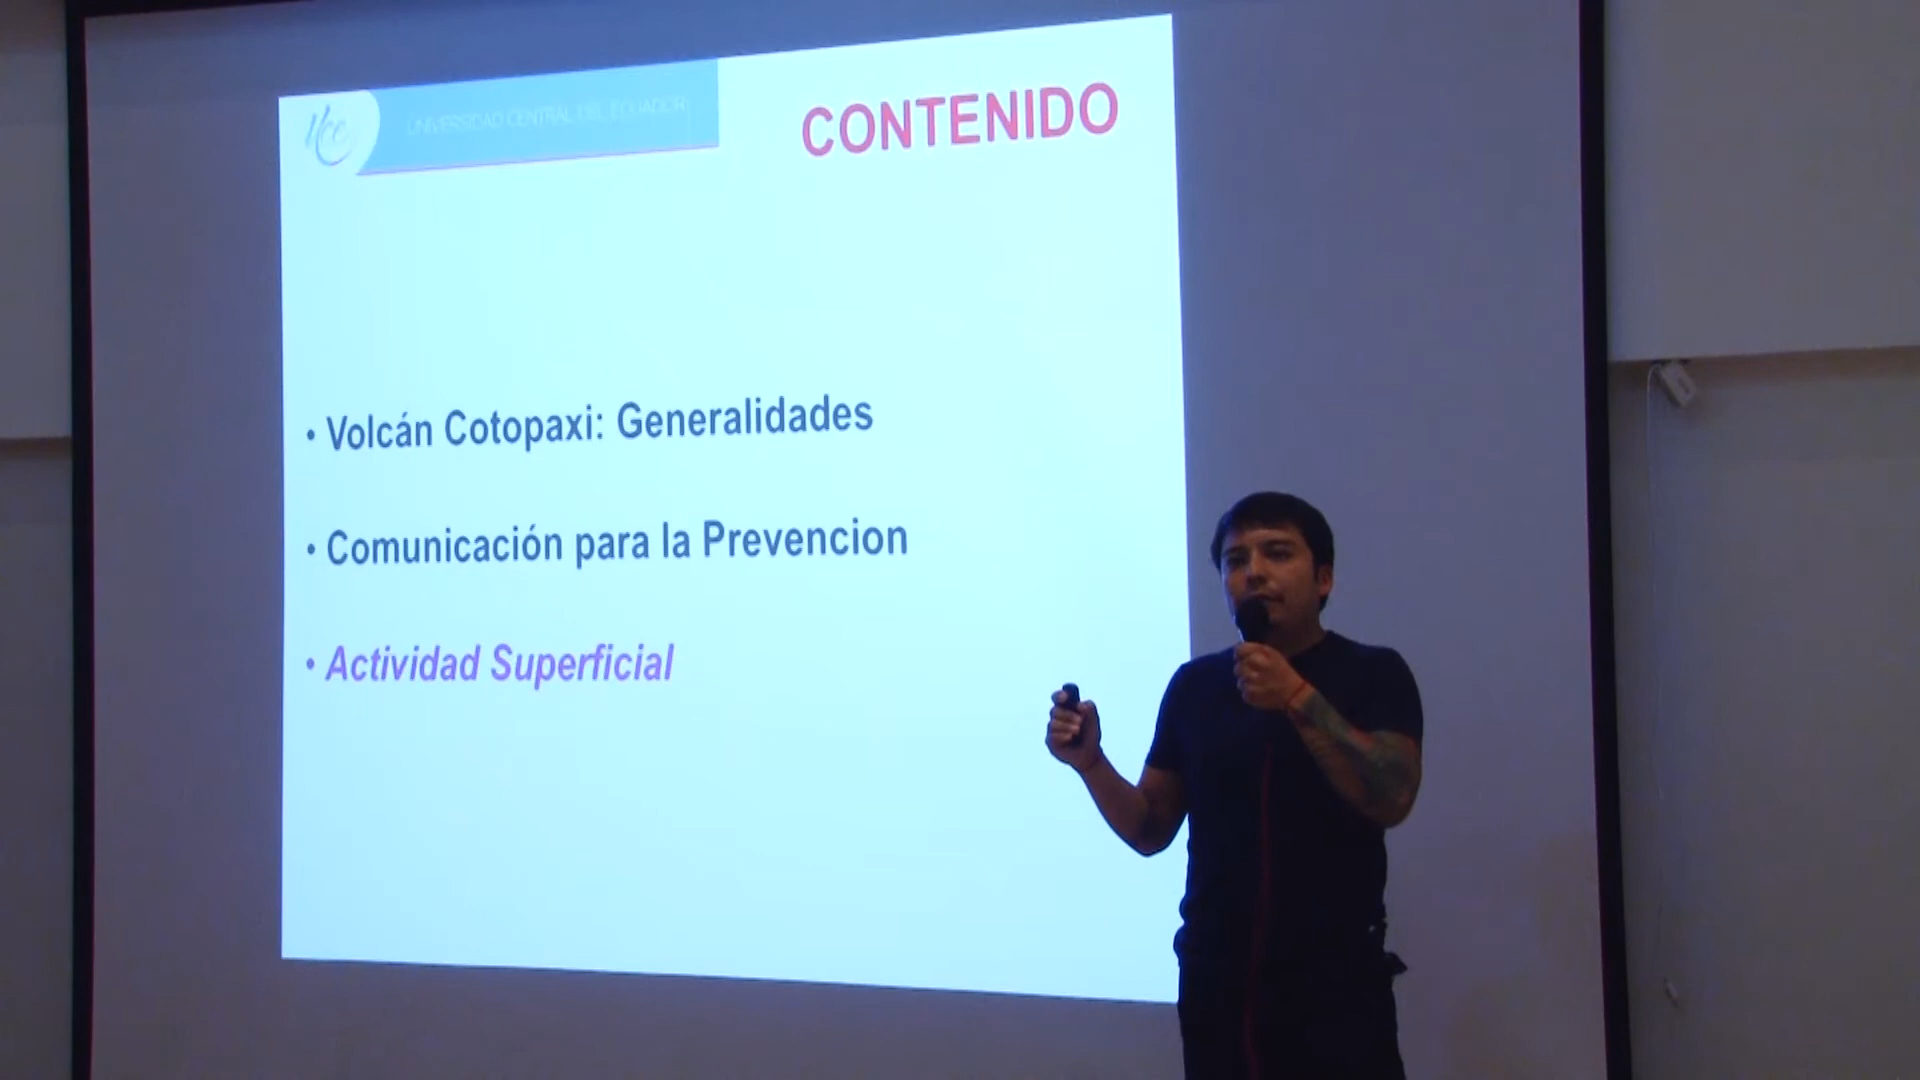 UNIVERSIDAD CENTRAL DEL ECUADOR
CONTENIDO
• Volcán Cotopaxi: Generalidades
• Comunicación para la Prevencion
• Actividad Superficial